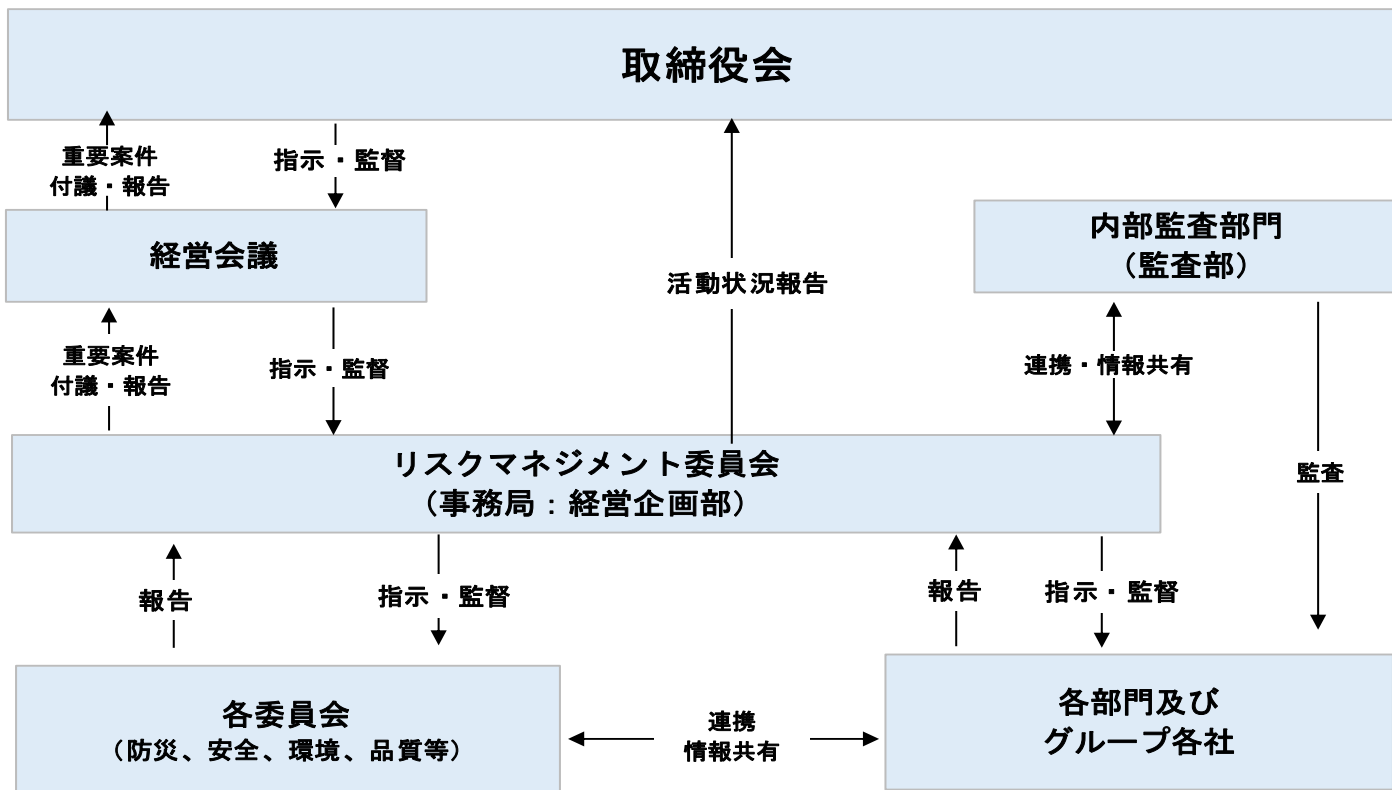 取締役会
重要案件
付議・報告
指示・監督
経営会議
内部監査部門
（監査部）
活動状況報告
重要案件
付議・報告
指示・監督
連携・情報共有
リスクマネジメント委員会
（事務局：経営企画部）
監査
報告
指示・監督
報告
指示・監督
各委員会
（防災、安全、環境、品質等）
連携
情報共有
各部門及び
グループ各社